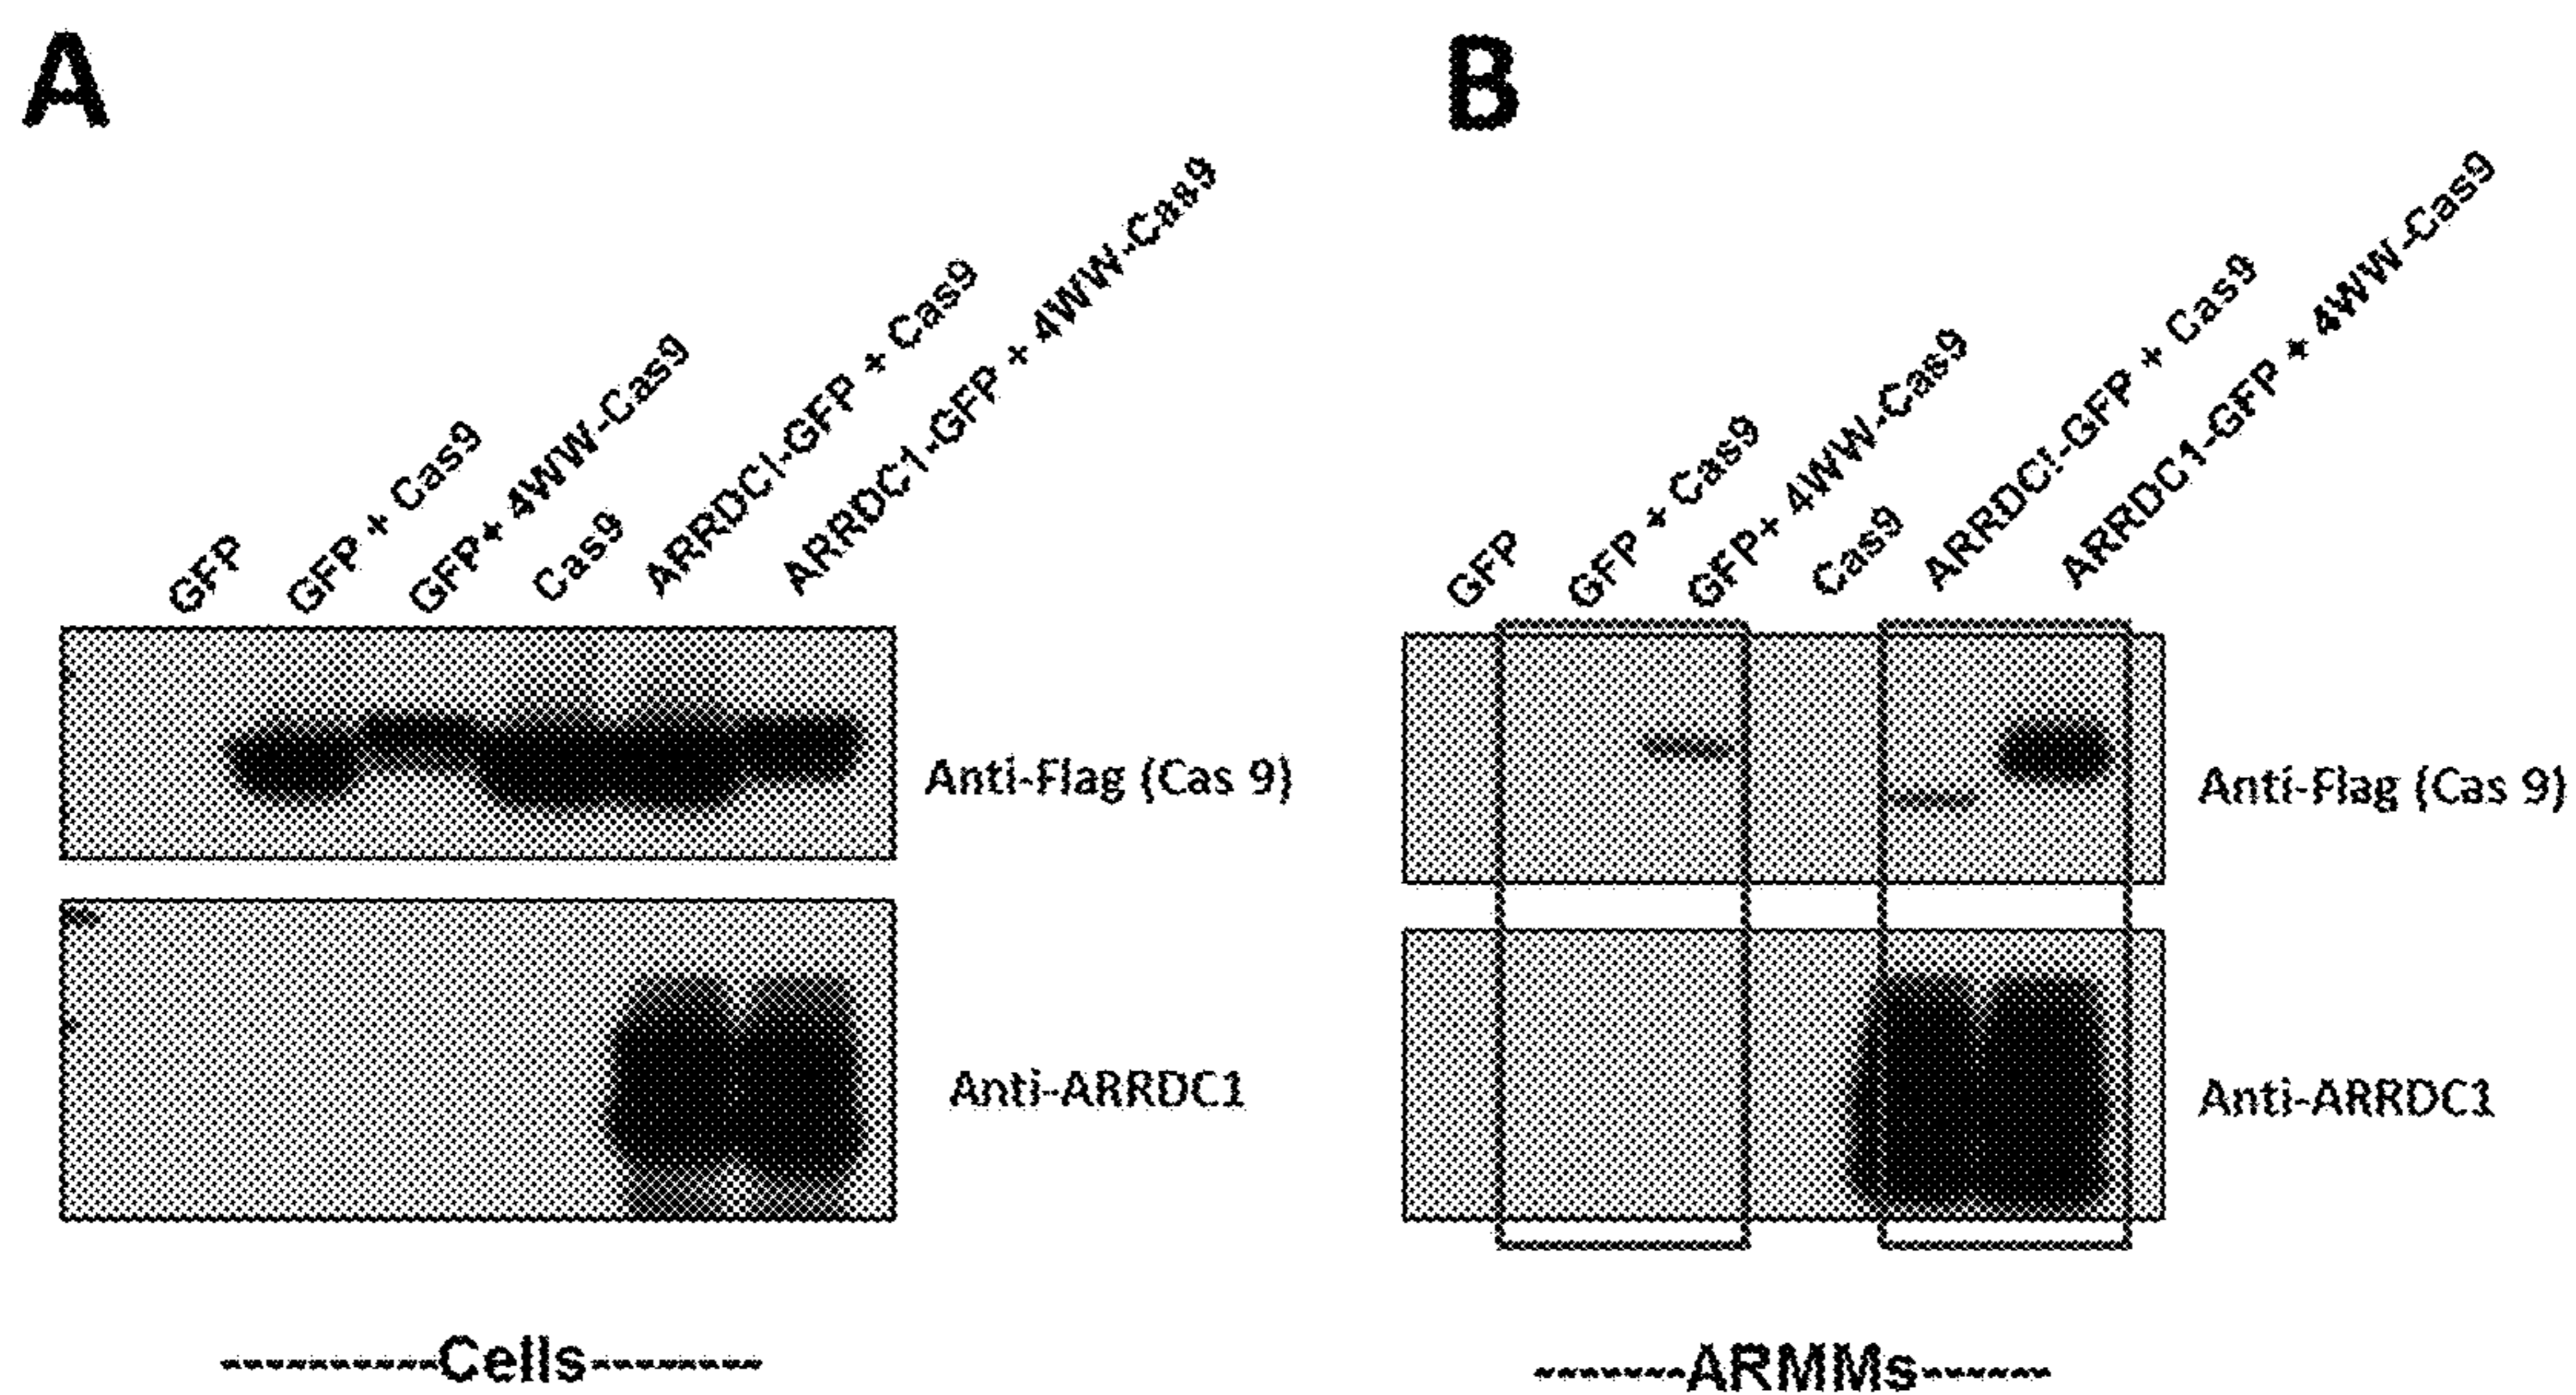 A
GFP
GFP + Cas9
GFP+ 4WW-Cas9
Cas9
ARRDC!-GFP + Cas9
ARRDC1-GFP + 4WW-Cas9
Anti-Flag (Cas 9)
Anti-ARRDC1
----------Cells--------
B
GFP
GFP + Cas9
GFP+ 4WW-Cas9
Cas9
ARRDC!-GFP + Cas9
ARRDC1-GFP + 4WW-Cas9
Anti-Flag (Cas 9)
Anti-ARRDC1
-------ARMMs------